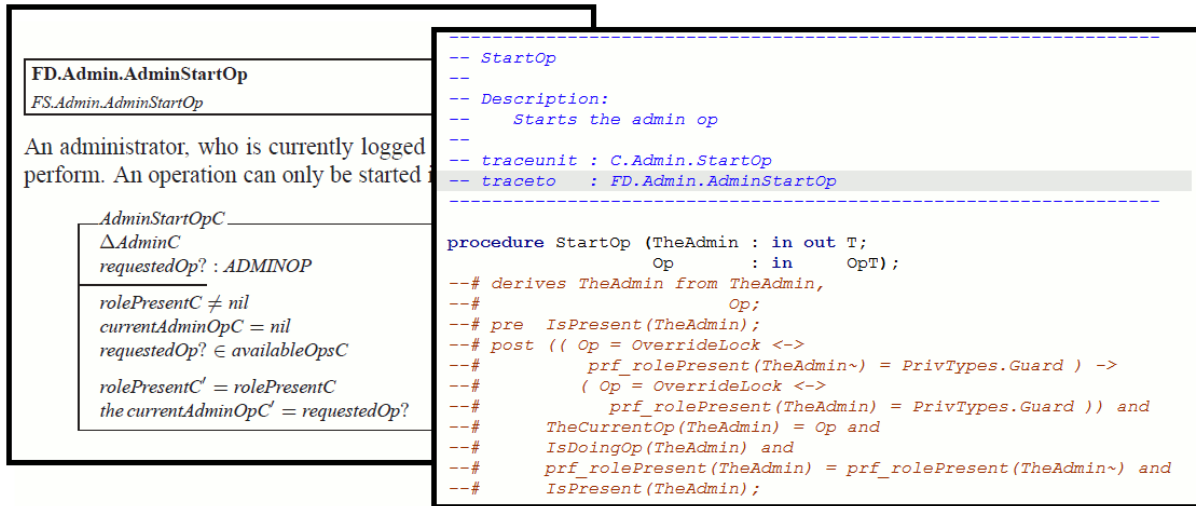 FD.Admin.AdminStartOp
FS.Admin.AdminStartOp
An administrator, who is currently logged
perform. An operation can only be started i
AdminStartOpC
ΔAdminC
requestedOp? : ADMINOP
rolePresentC ≠ nil
currentAdminOpC = nil
requestedOp? ∈ availableOpsC
rolePresentC′ = rolePresentC
the currentAdminOpC′ = requestedOp?
------------------------------------------------------------------
-- StartOp
--
-- Description:
--    Starts the admin op
--
-- traceunit : C.Admin.StartOp
-- traceto   : FD.Admin.AdminStartOp
------------------------------------------------------------------
procedure StartOp (TheAdmin : in out T;
                   Op       : in     OpT);
--# derives TheAdmin from TheAdmin,
--#                       Op;
--# pre  IsPresent(TheAdmin);
--# post (( Op = OverrideLock <->
--#          prf_rolePresent(TheAdmin~) = PrivTypes.Guard ) ->
--#         ( Op = OverrideLock <->
--#            prf_rolePresent(TheAdmin) = PrivTypes.Guard )) and
--#      TheCurrentOp(TheAdmin) = Op and
--#      IsDoingOp(TheAdmin) and
--#      prf_rolePresent(TheAdmin) = prf_rolePresent(TheAdmin~) and
--#      IsPresent(TheAdmin);